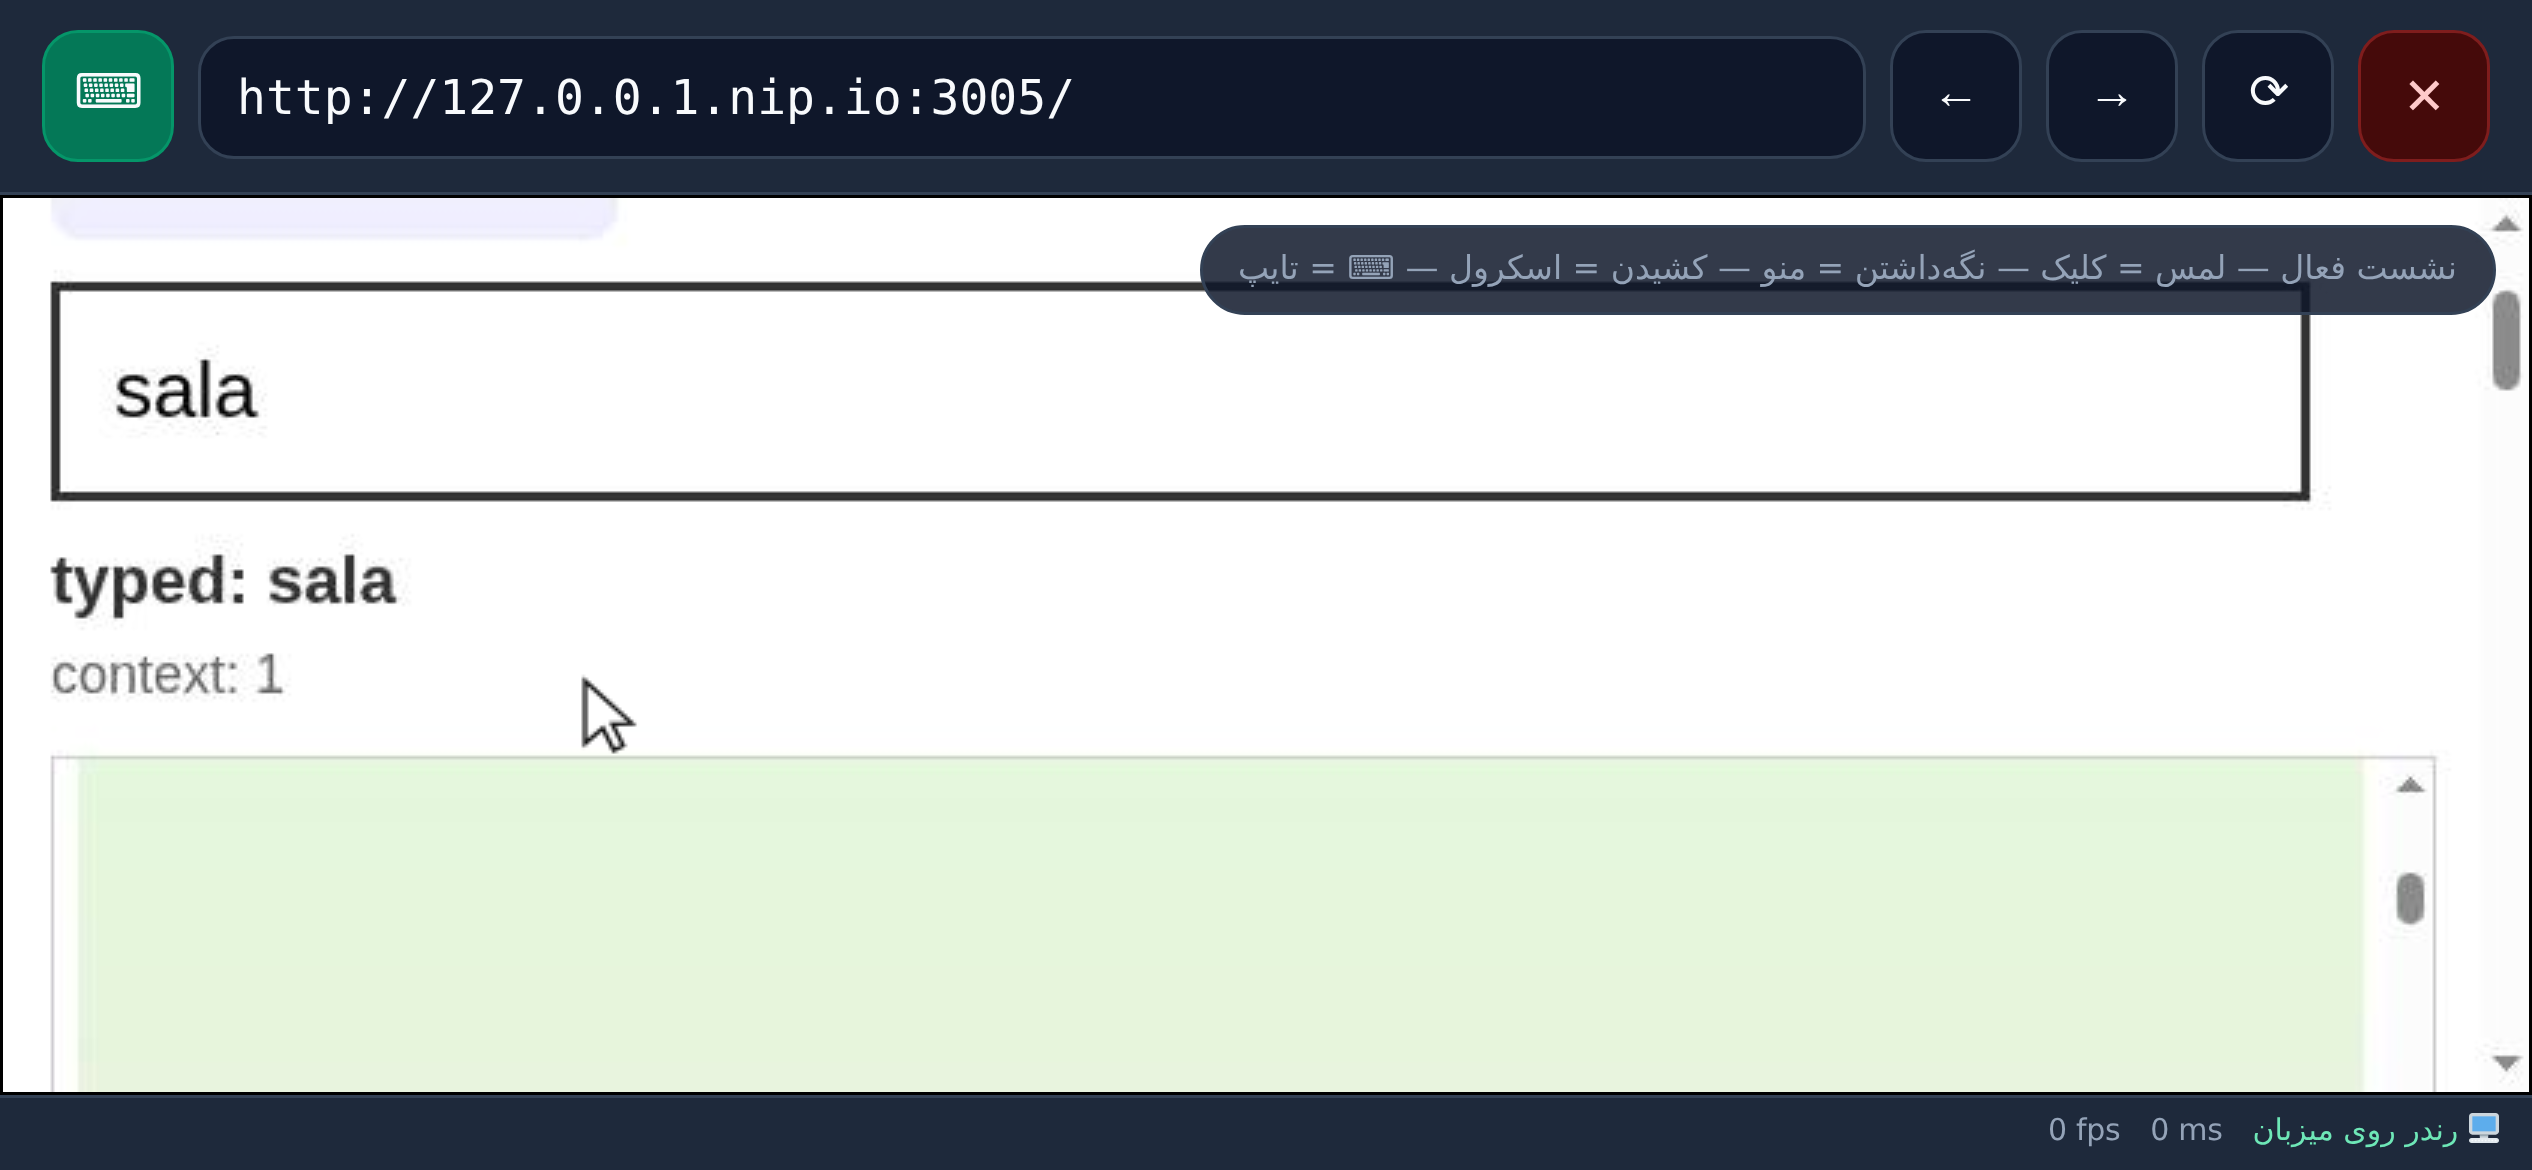 http://127.0.0.1.nip.io:3005/
نشست فعال — لمس = کلیک — نگه‌داشتن = منو — کشیدن = اسکرول — ⌨ = تایپ
sala
typed: sala
context: 1
رندر روی میزبان 0 ms 0 fps